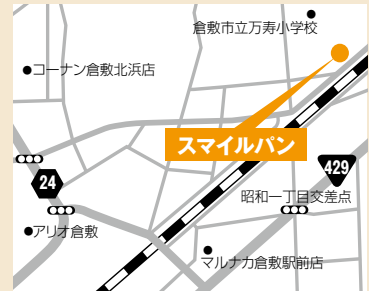 倉敷市立万寿小学校
コーナン倉敷北浜店
スマイルパン
429
24
昭和一丁目交差点
アリオ倉敷
マルナカ倉敷駅前店